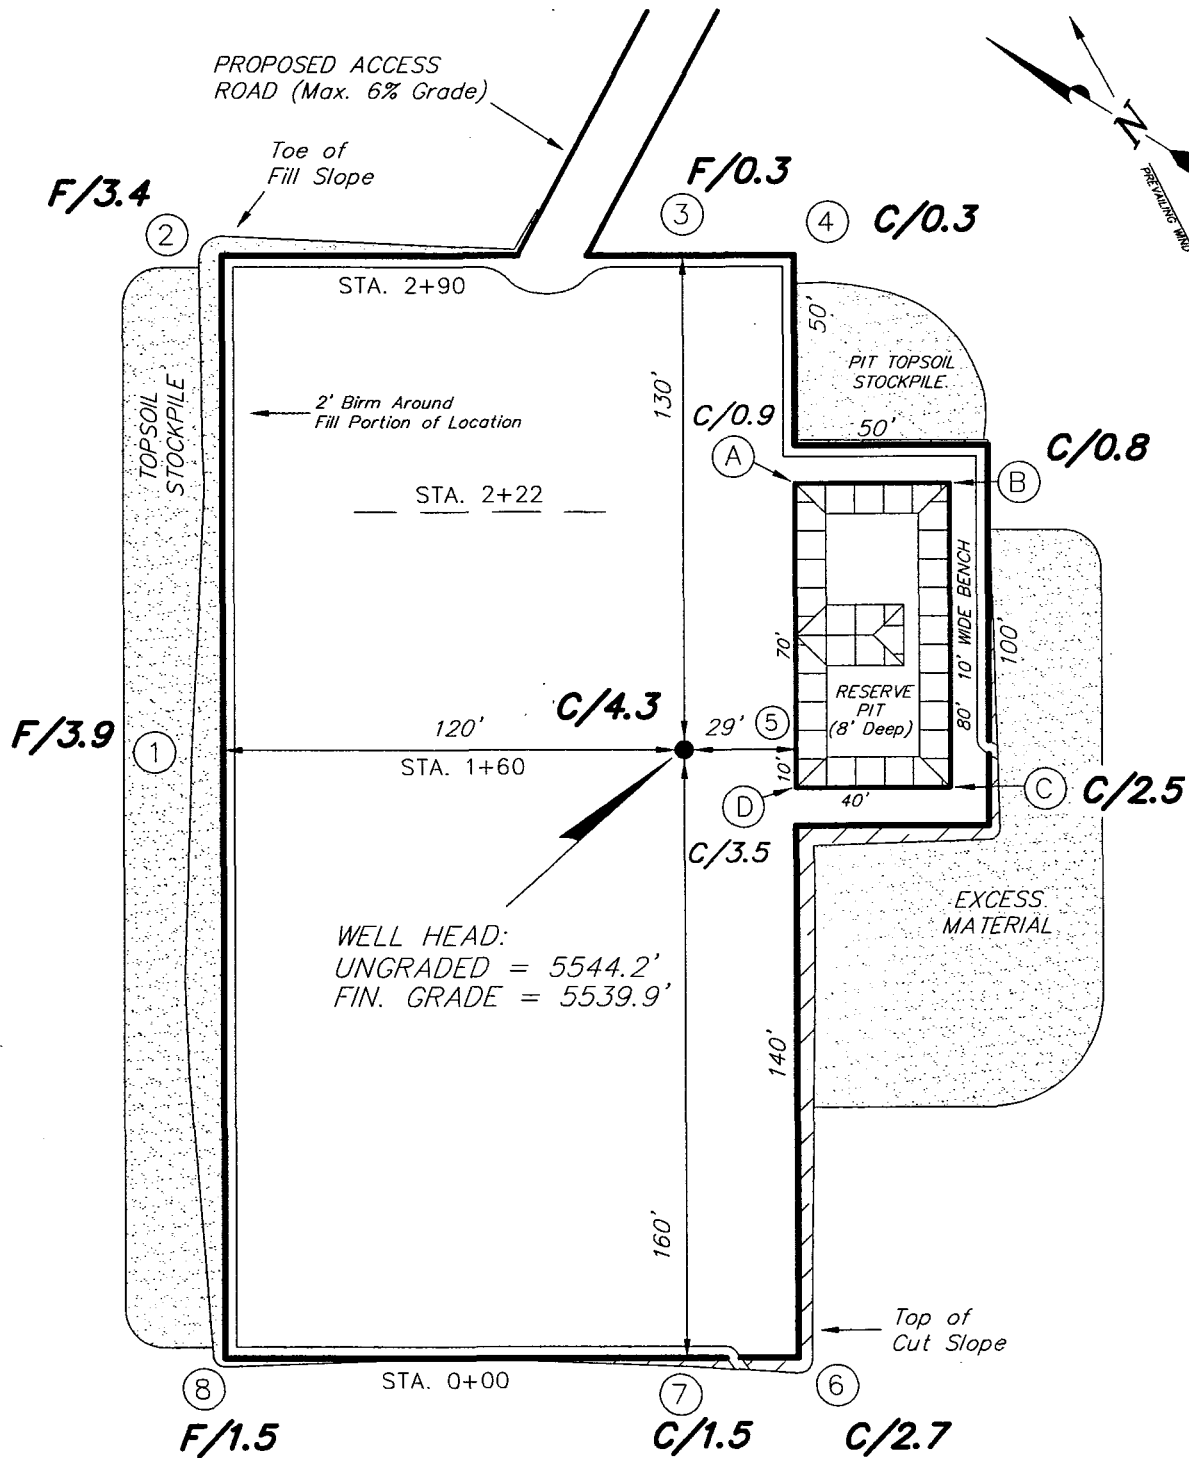 PROPOSED ACCESS
ROAD (Max. 6% Grade)
Toe of
Fill Slope
N
PREVAILING WIND
F/3.4
2
F/0.3
3
4
C/0.3
STA. 2+90
50'
PIT TOPSOIL
STOCKPILE
50'
TOPSOIL
STOCKPILE
2' Birm Around
Fill Portion of Location
130'
C/0.9
A
C/0.8
B
STA. 2+22
10' WIDE BENCH
100'
70'
RESERVE
PIT
(8' Deep)
80'
F/3.9
1
120'
STA. 1+60
C/4.3
29'
5
10'
40'
D
C/3.5
C
C/2.5
EXCESS
MATERIAL
WELL HEAD:
UNGRADED = 5544.2'
FIN. GRADE = 5539.9'
140'
160'
Top of
Cut Slope
8
STA. 0+00
7
6
F/1.5
C/1.5
C/2.7